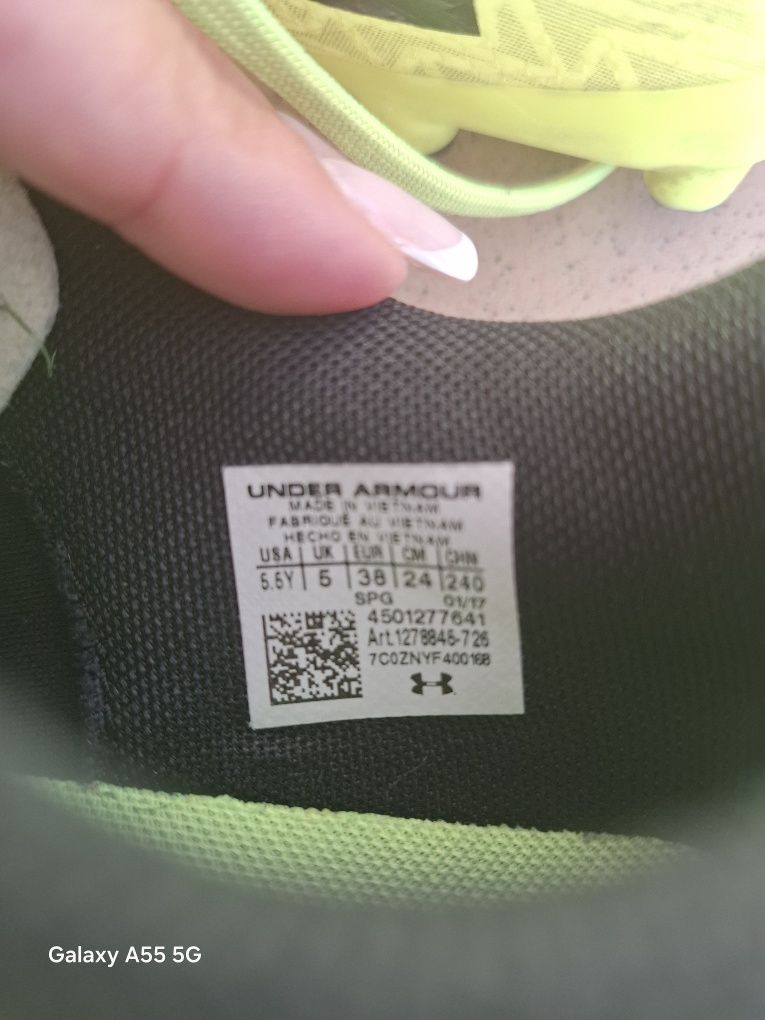 UNDER ARMOUR
MADE IN VIETNAM
FABRIQUÉ AU VIETNAM
HECHO EN VIETNAM
USA UK EUR CM CHN
5.5Y 5 38 24 240
SPG 01/17
4501277641
Art.1278846-726
7C0ZNYF400168
Galaxy A55 5G